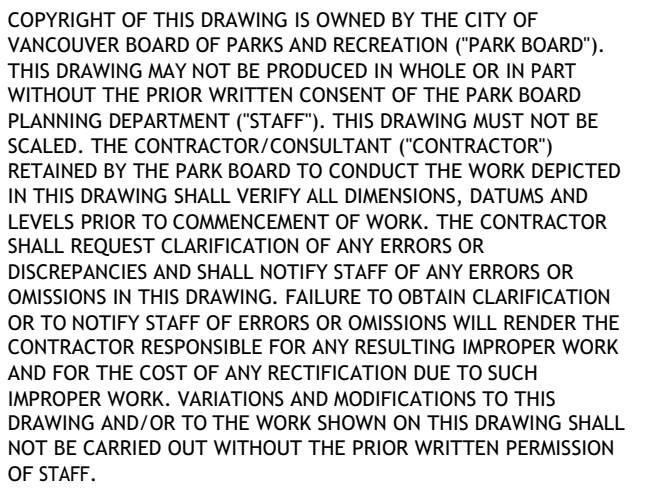 COPYRIGHT OF THIS DRAWING IS OWNED BY THE CITY OF
VANCOUVER BOARD OF PARKS AND RECREATION ("PARK BOARD").
THIS DRAWING MAY NOT BE PRODUCED IN WHOLE OR IN PART
WITHOUT THE PRIOR WRITTEN CONSENT OF THE PARK BOARD
PLANNING DEPARTMENT ("STAFF"). THIS DRAWING MUST NOT BE
SCALED. THE CONTRACTOR/CONSULTANT ("CONTRACTOR")
RETAINED BY THE PARK BOARD TO CONDUCT THE WORK DEPICTED
IN THIS DRAWING SHALL VERIFY ALL DIMENSIONS, DATUMS AND
LEVELS PRIOR TO COMMENCEMENT OF WORK. THE CONTRACTOR
SHALL REQUEST CLARIFICATION OF ANY ERRORS OR
DISCREPANCIES AND SHALL NOTIFY STAFF OF ANY ERRORS OR
OMISSIONS IN THIS DRAWING. FAILURE TO OBTAIN CLARIFICATION
OR TO NOTIFY STAFF OF ERRORS OR OMISSIONS WILL RENDER THE
CONTRACTOR RESPONSIBLE FOR ANY RESULTING IMPROPER WORK
AND FOR THE COST OF ANY RECTIFICATION DUE TO SUCH
IMPROPER WORK. VARIATIONS AND MODIFICATIONS TO THIS
DRAWING AND/OR TO THE WORK SHOWN ON THIS DRAWING SHALL
NOT BE CARRIED OUT WITHOUT THE PRIOR WRITTEN PERMISSION
OF STAFF.